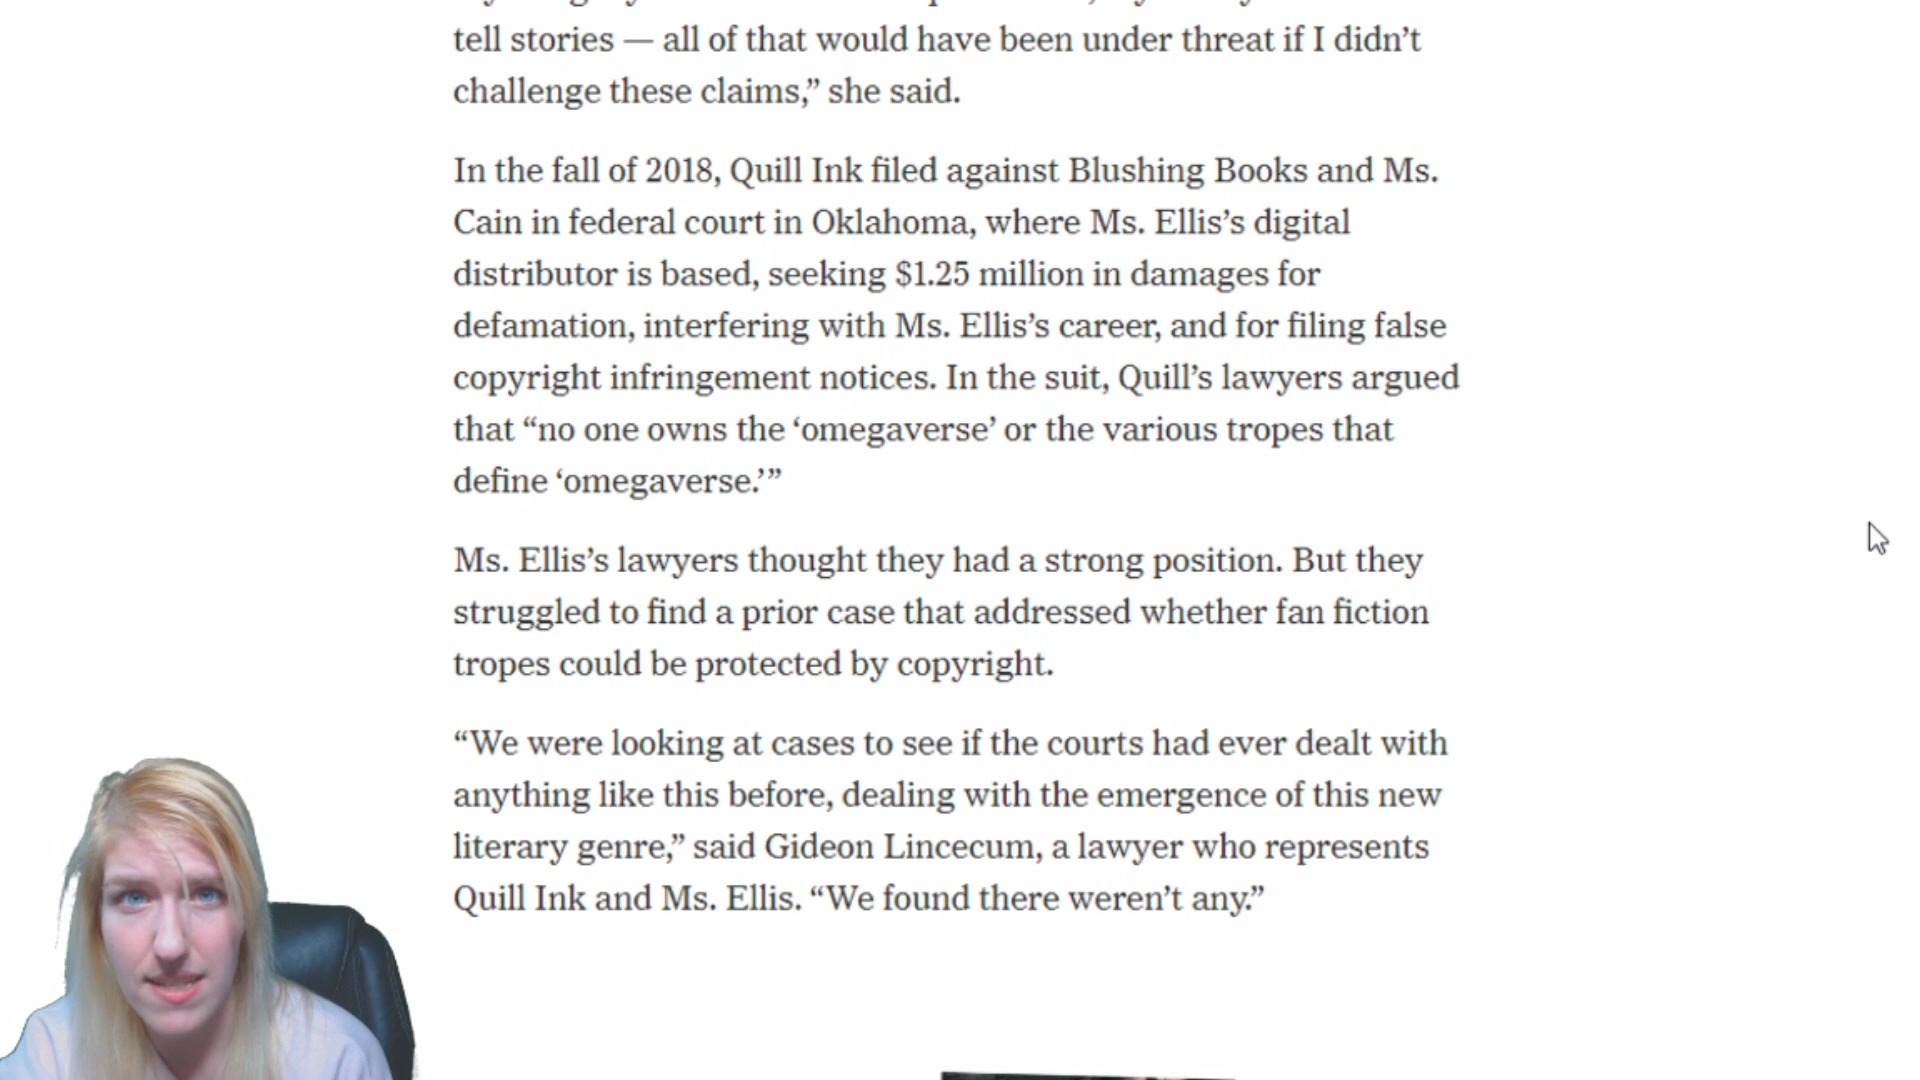 tell stories — all of that would have been under threat if I didn’t
challenge these claims,” she said.
In the fall of 2018, Quill Ink filed against Blushing Books and Ms.
Cain in federal court in Oklahoma, where Ms. Ellis’s digital
distributor is based, seeking $1.25 million in damages for
defamation, interfering with Ms. Ellis’s career, and for filing false
copyright infringement notices. In the suit, Quill’s lawyers argued
that “no one owns the ‘omegaverse’ or the various tropes that
define ‘omegaverse.’”
Ms. Ellis’s lawyers thought they had a strong position. But they
struggled to find a prior case that addressed whether fan fiction
tropes could be protected by copyright.
“We were looking at cases to see if the courts had ever dealt with
anything like this before, dealing with the emergence of this new
literary genre,” said Gideon Lincecum, a lawyer who represents
Quill Ink and Ms. Ellis. “We found there weren’t any.”